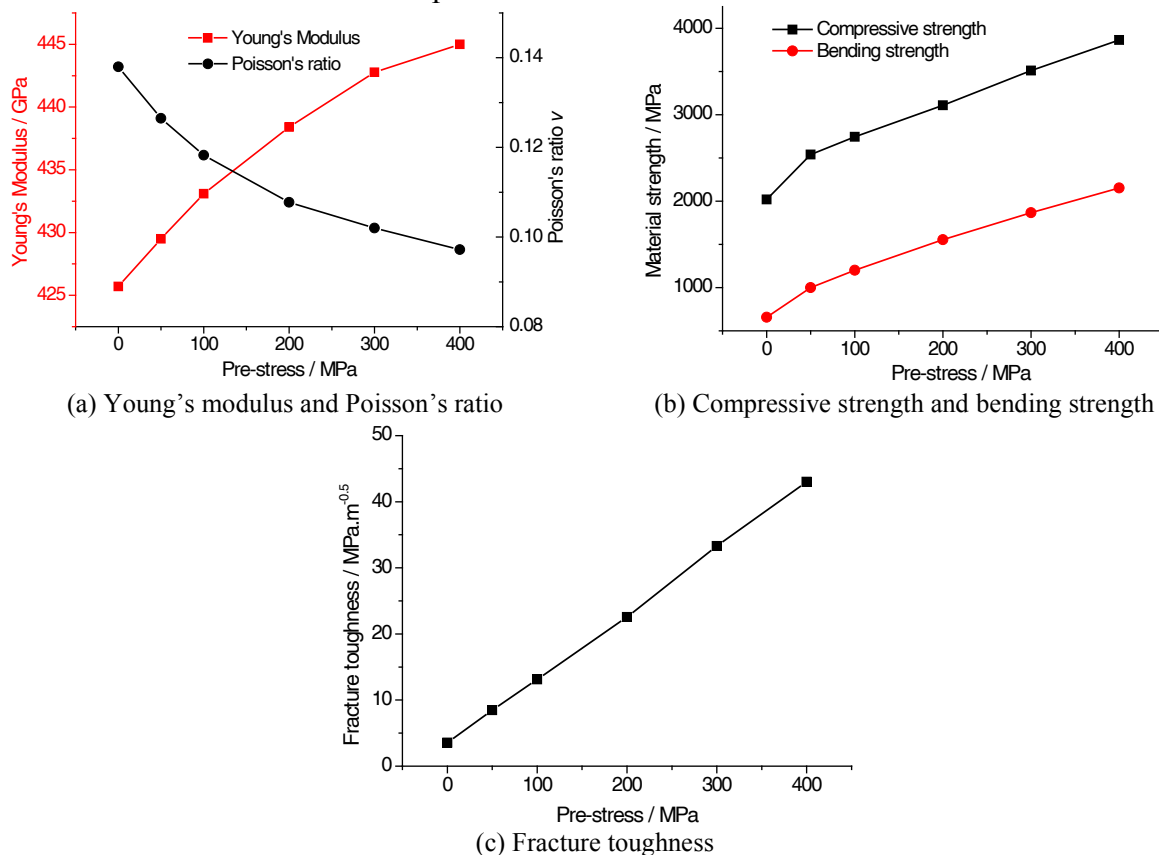 Young's Modulus
Poisson's ratio
445
440
435
430
425
Young's Modulus / GPa
0.14
0.12
0.10
0.08
Poisson's ratio v
0 100 200 300 400
Pre-stress / MPa
(a) Young’s modulus and Poisson’s ratio
Compressive strength
Bending strength
4000
3000
2000
1000
Material strength / MPa
0 100 200 300 400
Pre-stress / MPa
(b) Compressive strength and bending strength
50
40
30
20
10
0
Fracture toughness / MPa.m-0.5
0 100 200 300 400
Pre-stress / MPa
(c) Fracture toughness